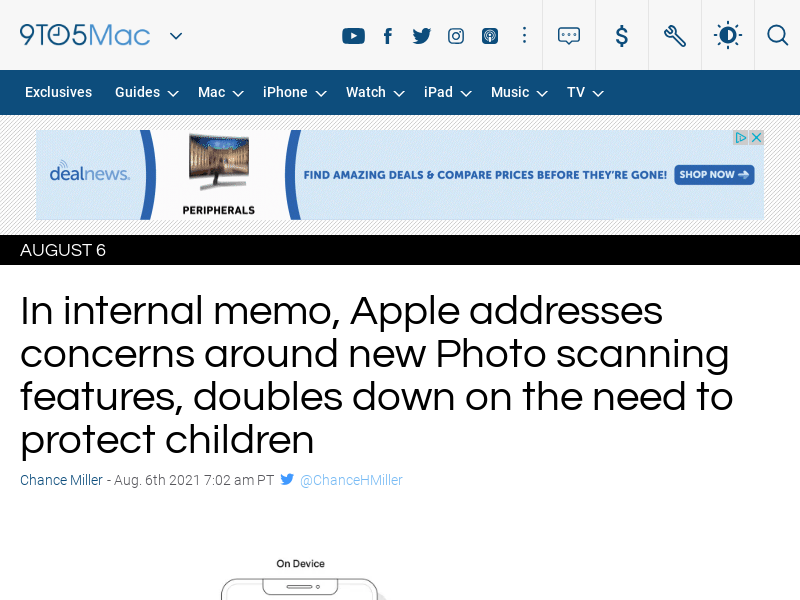 9TO5Mac
Exclusives Guides Mac iPhone Watch iPad Music TV
dealnews.
PERIPHERALS
FIND AMAZING DEALS & COMPARE PRICES BEFORE THEY'RE GONE!
SHOP NOW
AUGUST 6
In internal memo, Apple addresses
concerns around new Photo scanning
features, doubles down on the need to
protect children
Chance Miller - Aug. 6th 2021 7:02 am PT @ChanceHMiller
On Device